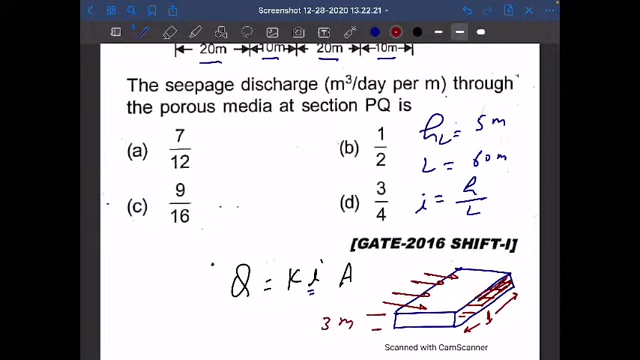 Screenshot 12-28-2020 13.22.21
20m 10m 20m 10m
The seepage discharge (m³/day per m) through
the porous media at section PQ is
(a) 7/12
(b) 1/2
(c) 9/16
(d) 3/4
h_L = 5 m
L = 60 m
i = h/L
[GATE-2016 SHIFT-I]
Q = K i A
3 m
1
Scanned with CamScanner